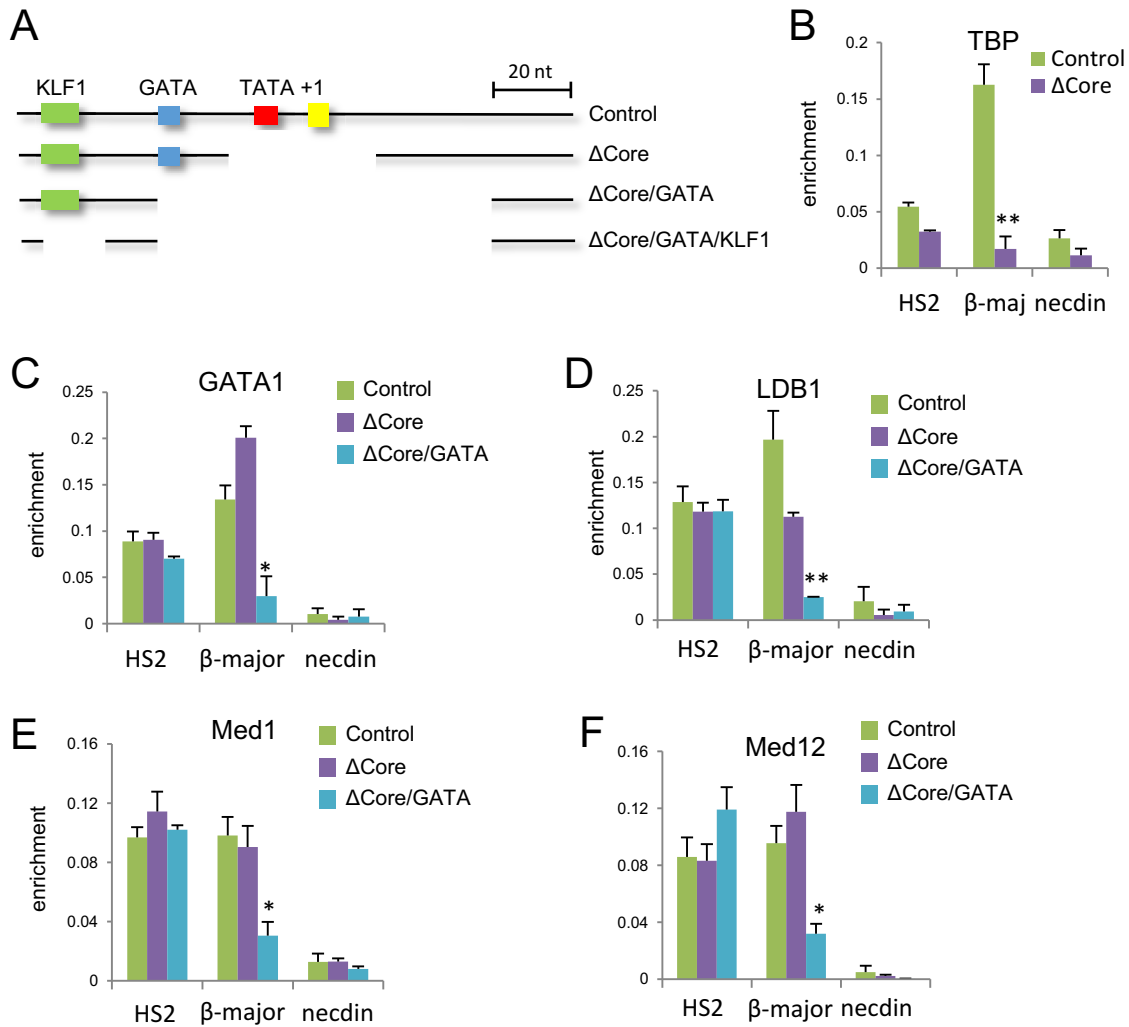 A
KLF1 GATA TATA +1 20 nt
Control
ΔCore
ΔCore/GATA
ΔCore/GATA/KLF1
B
TBP
Control
ΔCore
enrichment
0.2
0.15
0.1
0.05
0
**
HS2 β-maj necdin
C
GATA1
Control
ΔCore
ΔCore/GATA
enrichment
0.25
0.2
0.15
0.1
0.05
0
*
HS2 β-major necdin
D
LDB1
Control
ΔCore
ΔCore/GATA
enrichment
0.25
0.2
0.15
0.1
0.05
0
**
HS2 β-major necdin
E
Med1
Control
ΔCore
ΔCore/GATA
enrichment
0.16
0.12
0.08
0.04
0
*
HS2 β-major necdin
F
Med12
Control
ΔCore
ΔCore/GATA
enrichment
0.16
0.12
0.08
0.04
0
*
HS2 β-major necdin